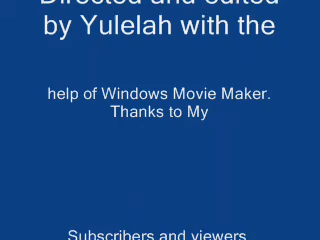 Directed and edited
by Yulelah with the
help of Windows Movie Maker.
Thanks to My
Subscribers and viewers